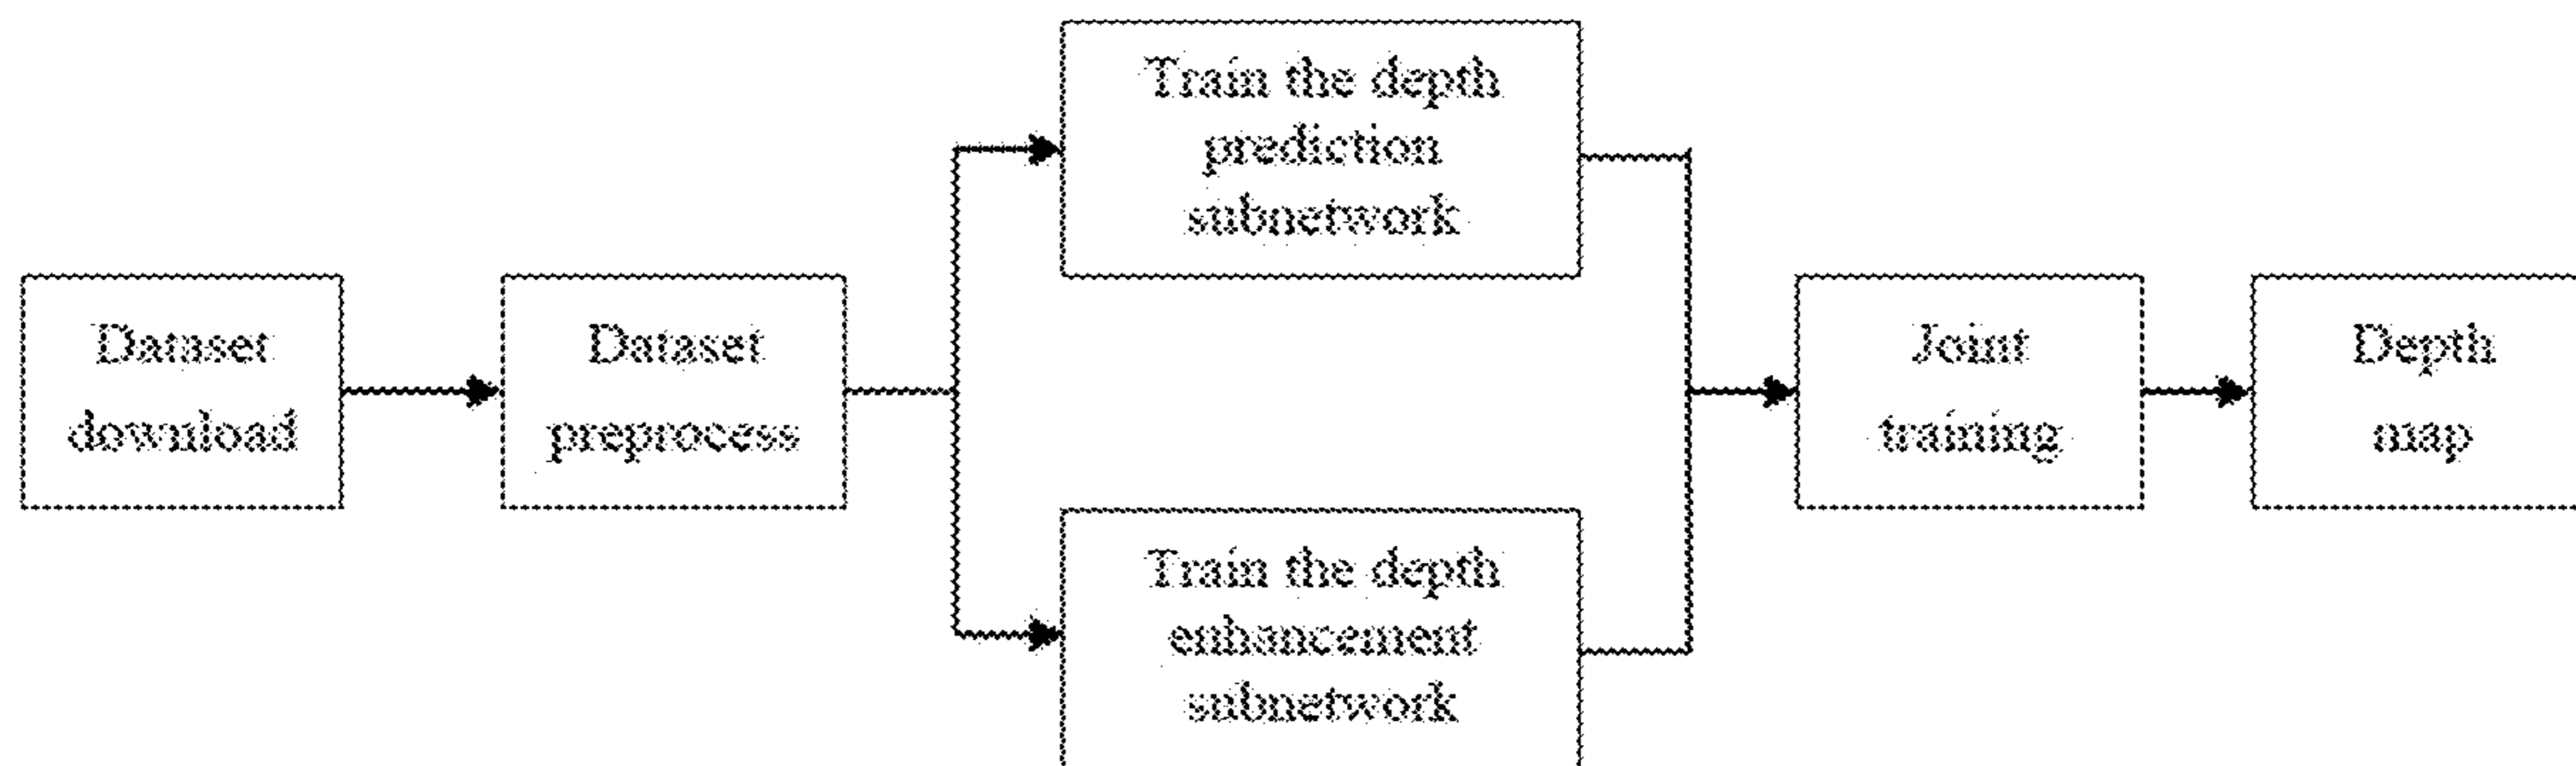 Dataset
download
Dataset
preprocess
Train the depth
prediction
subnetwork
Train the depth
enhancement
subnetwork
Joint
training
Depth
map